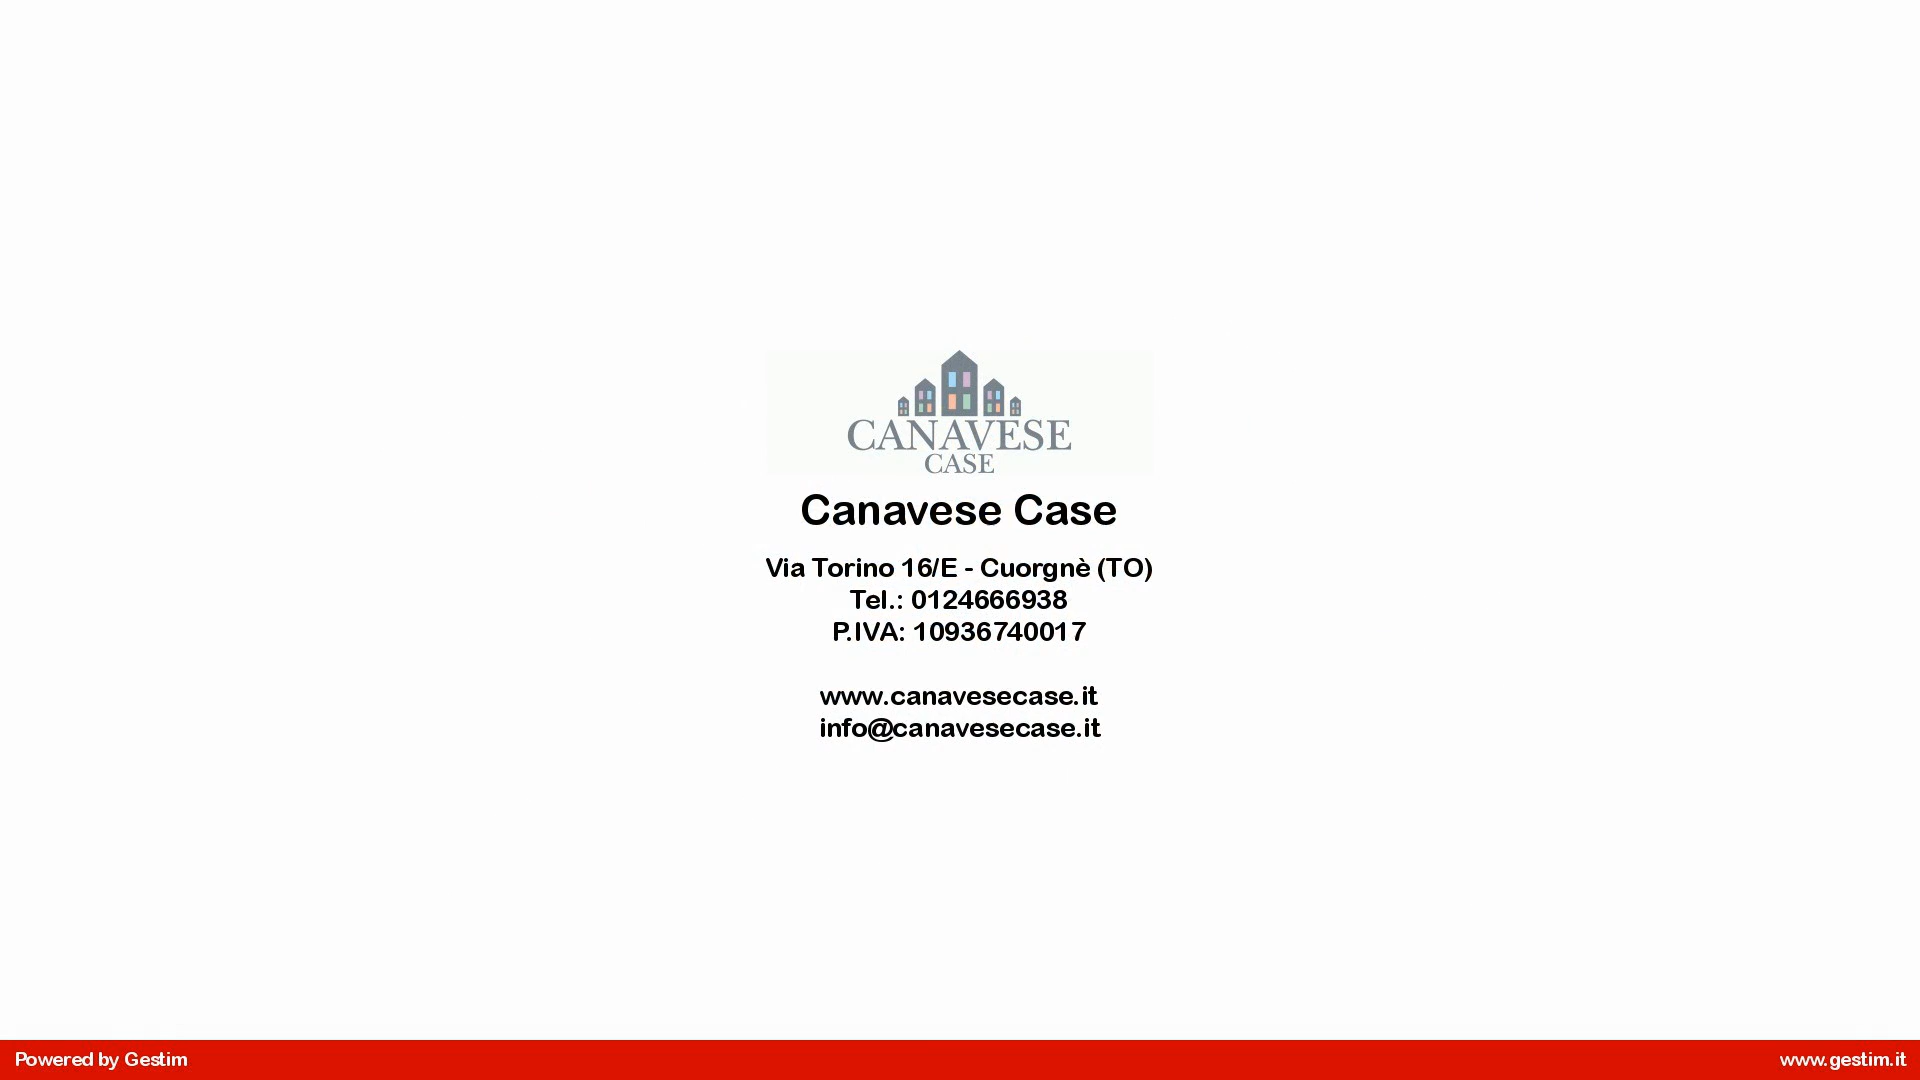 CANAVESE
CASE
Canavese Case
Via Torino 16/E - Cuorgnè (TO)
Tel.: 0124666938
P.IVA: 10936740017
www.canavesecase.it
info@canavesecase.it
Powered by Gestim
www.gestim.it